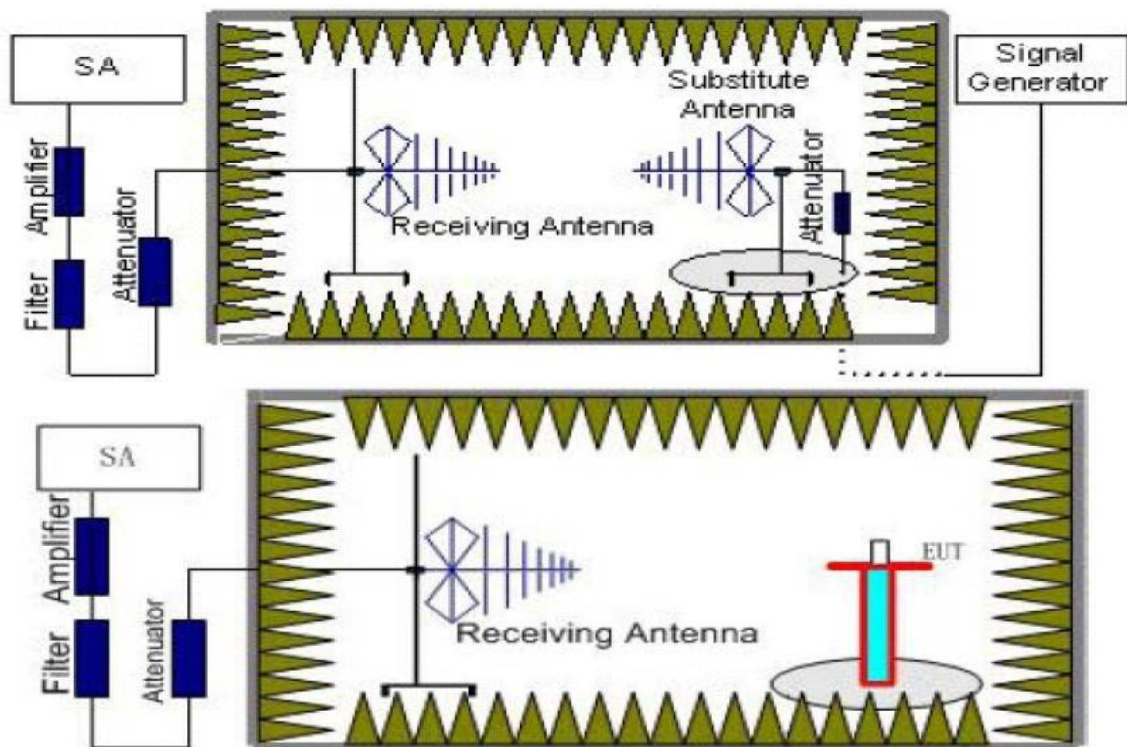 SA
Signal
Generator
Substitute
Antenna
Amplifier
Attenuator
Attenuator
Receiving Antenna
Filter
SA
Amplifier
EUT
Receiving Antenna
Filter
Attenuator